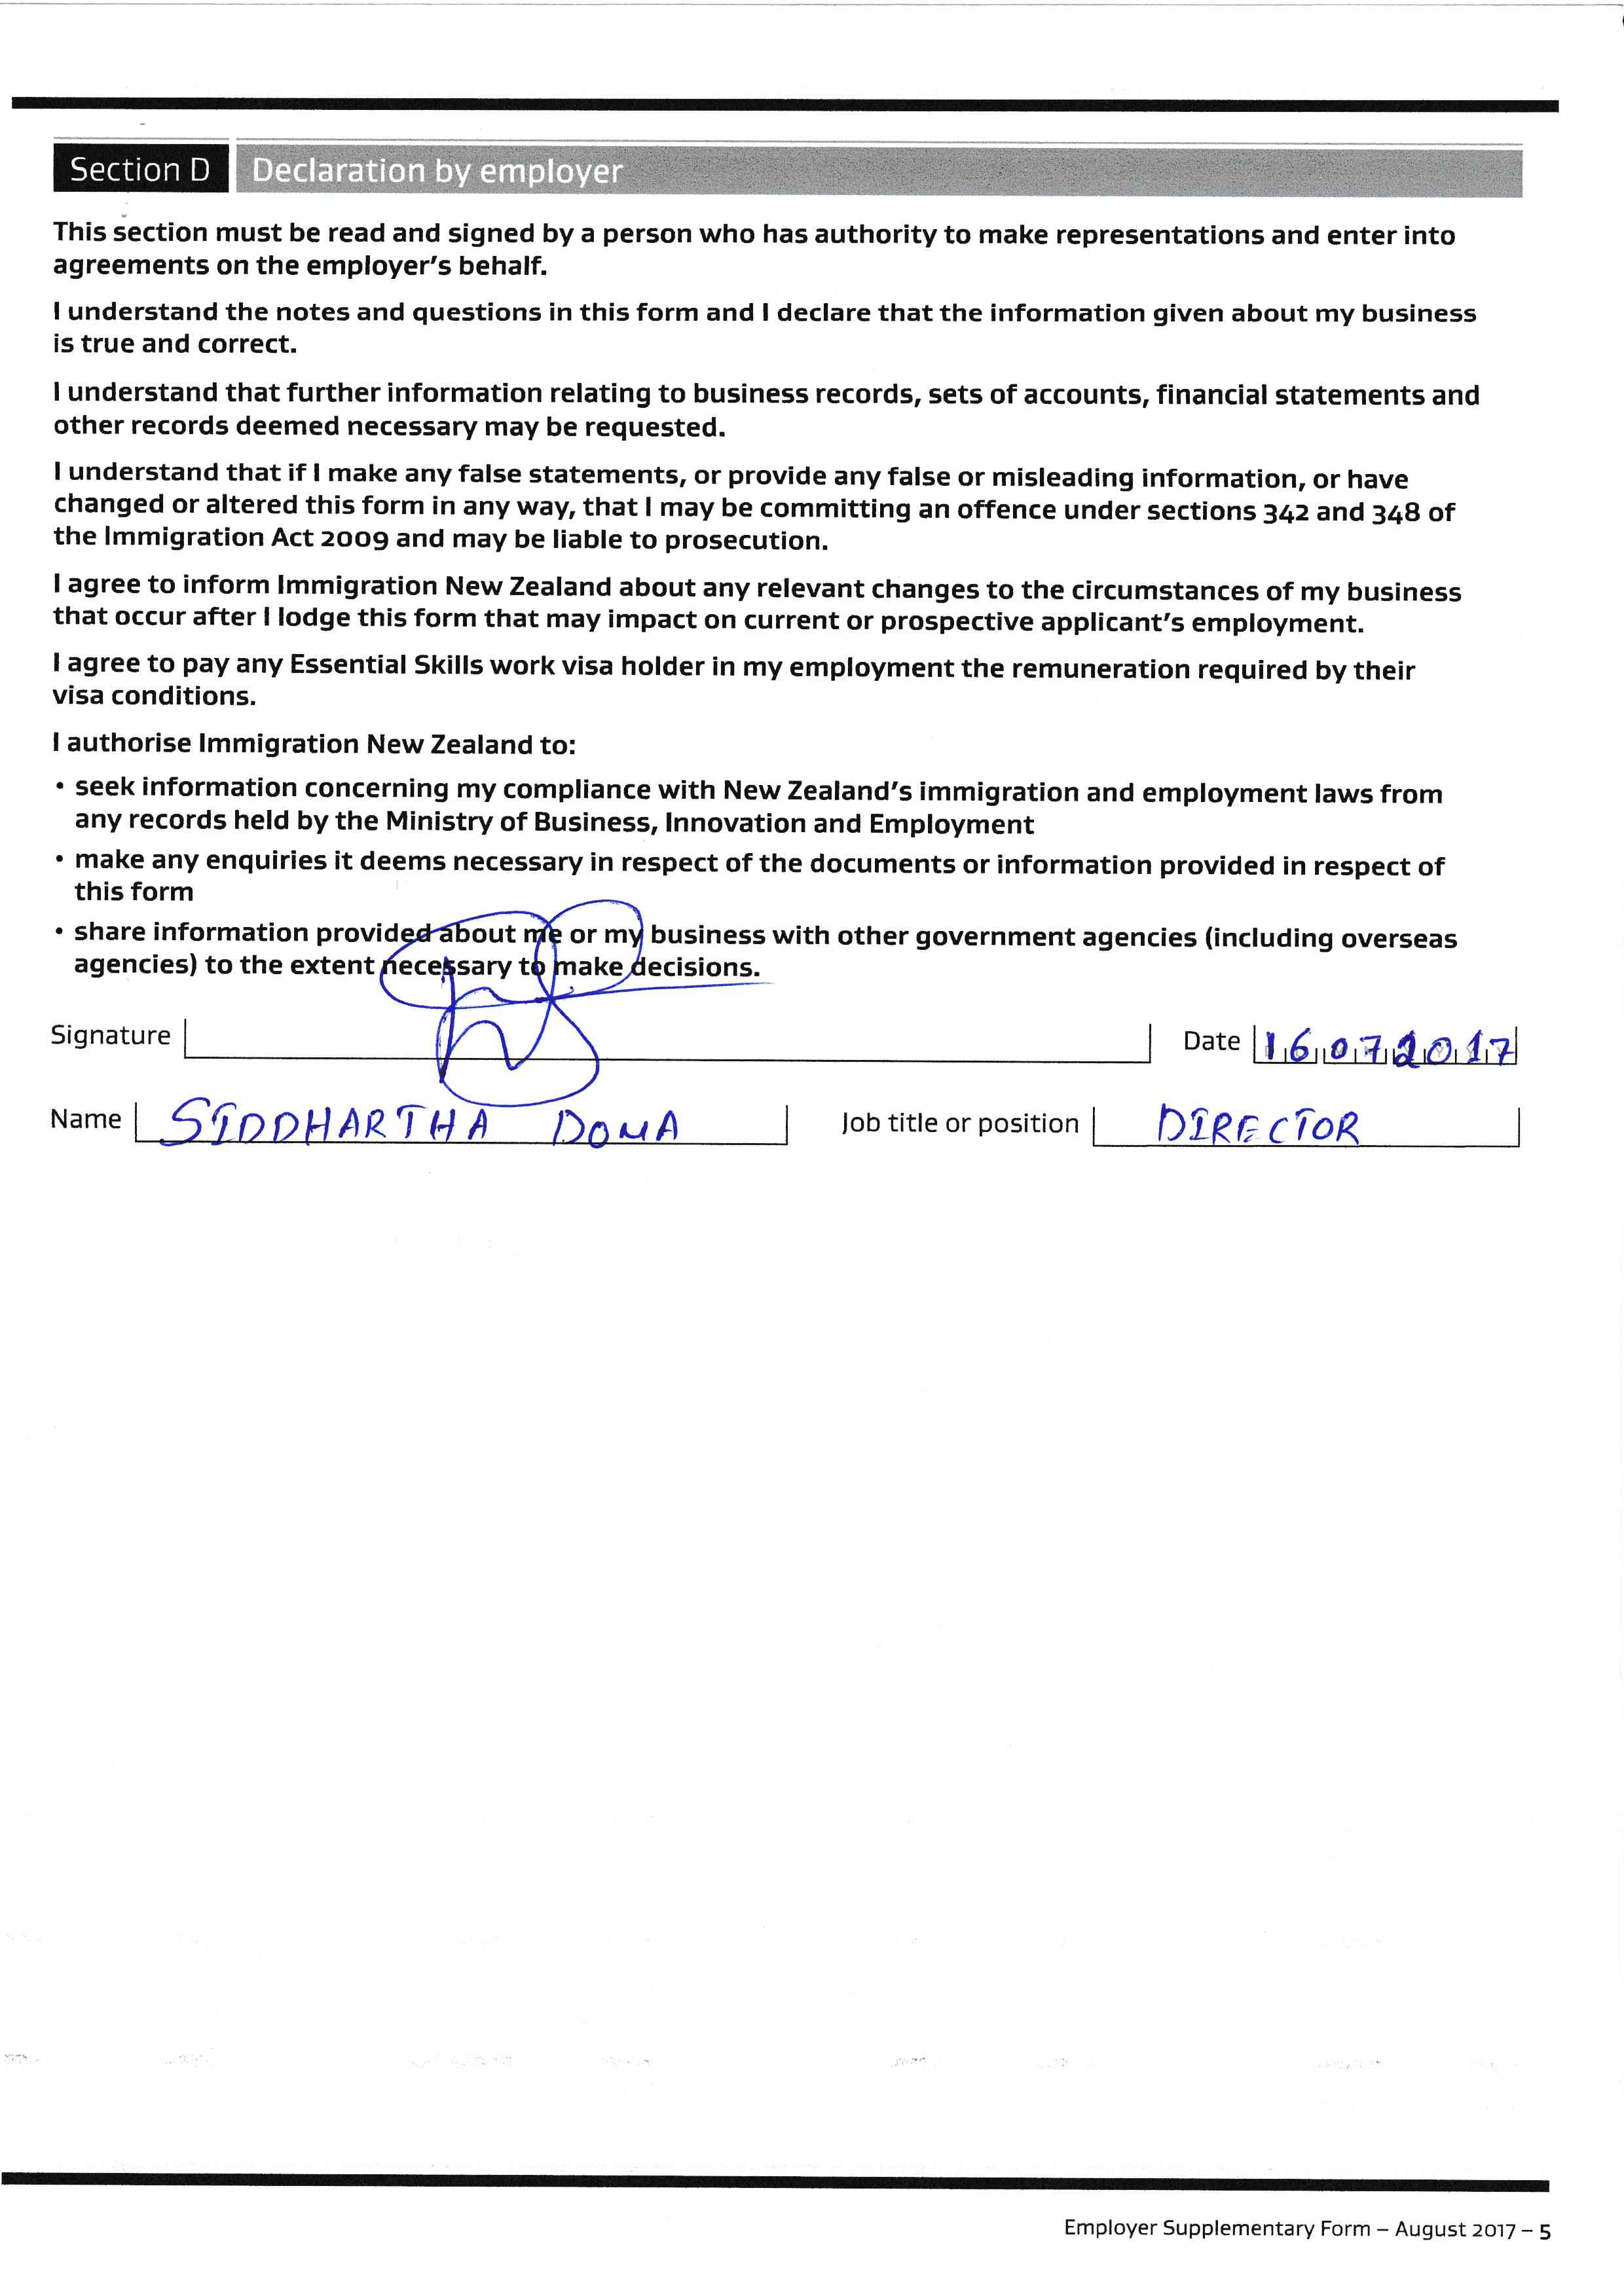 Section D Declaration by employer
This section must be read and signed by a person who has authority to make representations and enter into
agreements on the employer's behalf.
I understand the notes and questions in this form and I declare that the information given about my business
is true and correct.
I understand that further information relating to business records, sets of accounts, financial statements and
other records deemed necessary may be requested.
I understand that if I make any false statements, or provide any false or misleading information, or have
changed or altered this form in any way, that I may be committing an offence under sections 342 and 348 of
the Immigration Act 2009 and may be liable to prosecution.
I agree to inform Immigration New Zealand about any relevant changes to the circumstances of my business
that occur after I lodge this form that may impact on current or prospective applicant's employment.
I agree to pay any Essential Skills work visa holder in my employment the remuneration required by their
visa conditions.
I authorise Immigration New Zealand to:
• seek information concerning my compliance with New Zealand's immigration and employment laws from
any records held by the Ministry of Business, Innovation and Employment
• make any enquiries it deems necessary in respect of the documents or information provided in respect of
this form
• share information provided about me or my business with other government agencies (including overseas
agencies) to the extent necessary to make decisions.
Signature Date 16072017
Name SIDDHARTHA DOMA Job title or position DIRECTOR
Employer Supplementary Form – August 2017 – 5